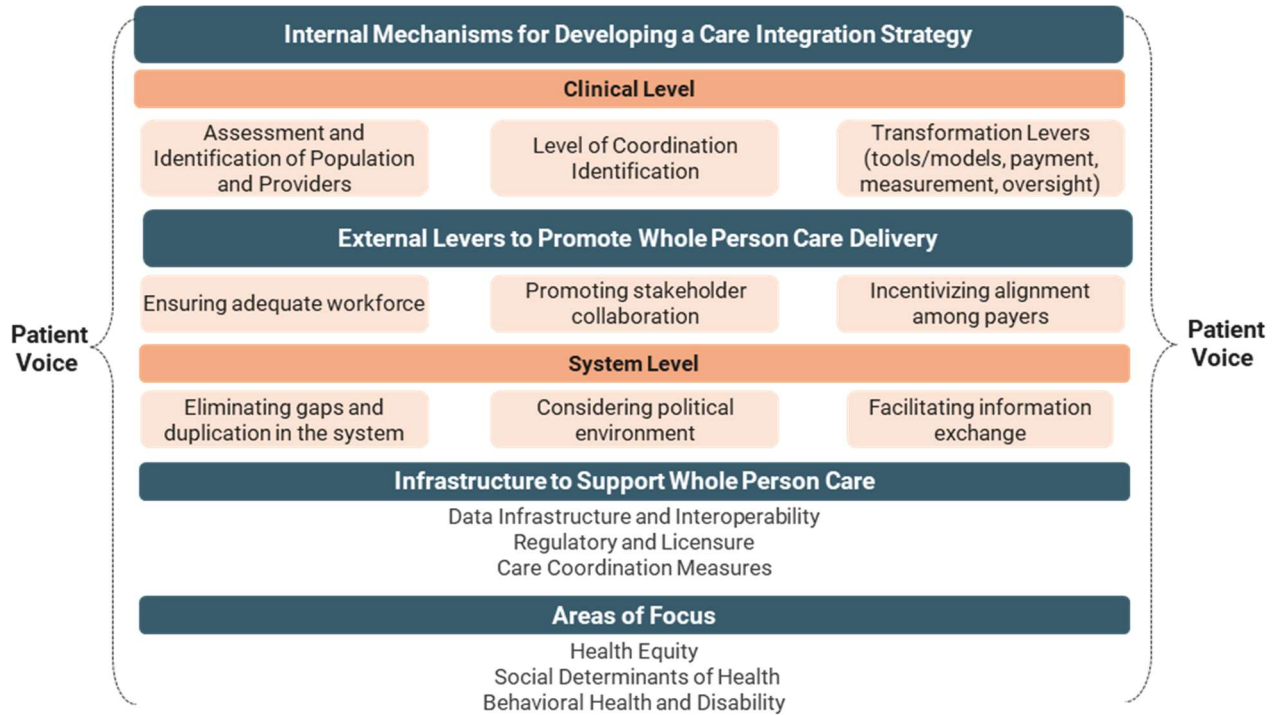 Internal Mechanisms for Developing a Care Integration Strategy
Clinical Level
Assessment and
Identification of Population
and Providers
Level of Coordination
Identification
Transformation Levers
(tools/models, payment,
measurement, oversight)
External Levers to Promote Whole Person Care Delivery
Ensuring adequate workforce
Promoting stakeholder
collaboration
Incentivizing alignment
among payers
Patient
Voice
Patient
Voice
System Level
Eliminating gaps and
duplication in the system
Considering political
environment
Facilitating information
exchange
Infrastructure to Support Whole Person Care
Data Infrastructure and Interoperability
Regulatory and Licensure
Care Coordination Measures
Areas of Focus
Health Equity
Social Determinants of Health
Behavioral Health and Disability